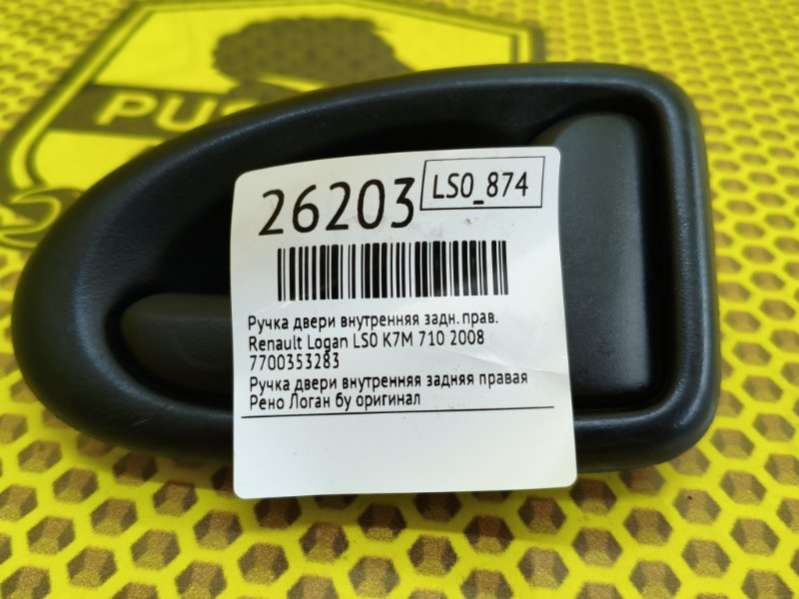 PU
26203
LS0_874
Ручка двери внутренняя задн. прав.
Renault Logan LS0 K7M 710 2008
7700353283
Ручка двери внутренняя задняя правая
Рено Логан бу оригинал